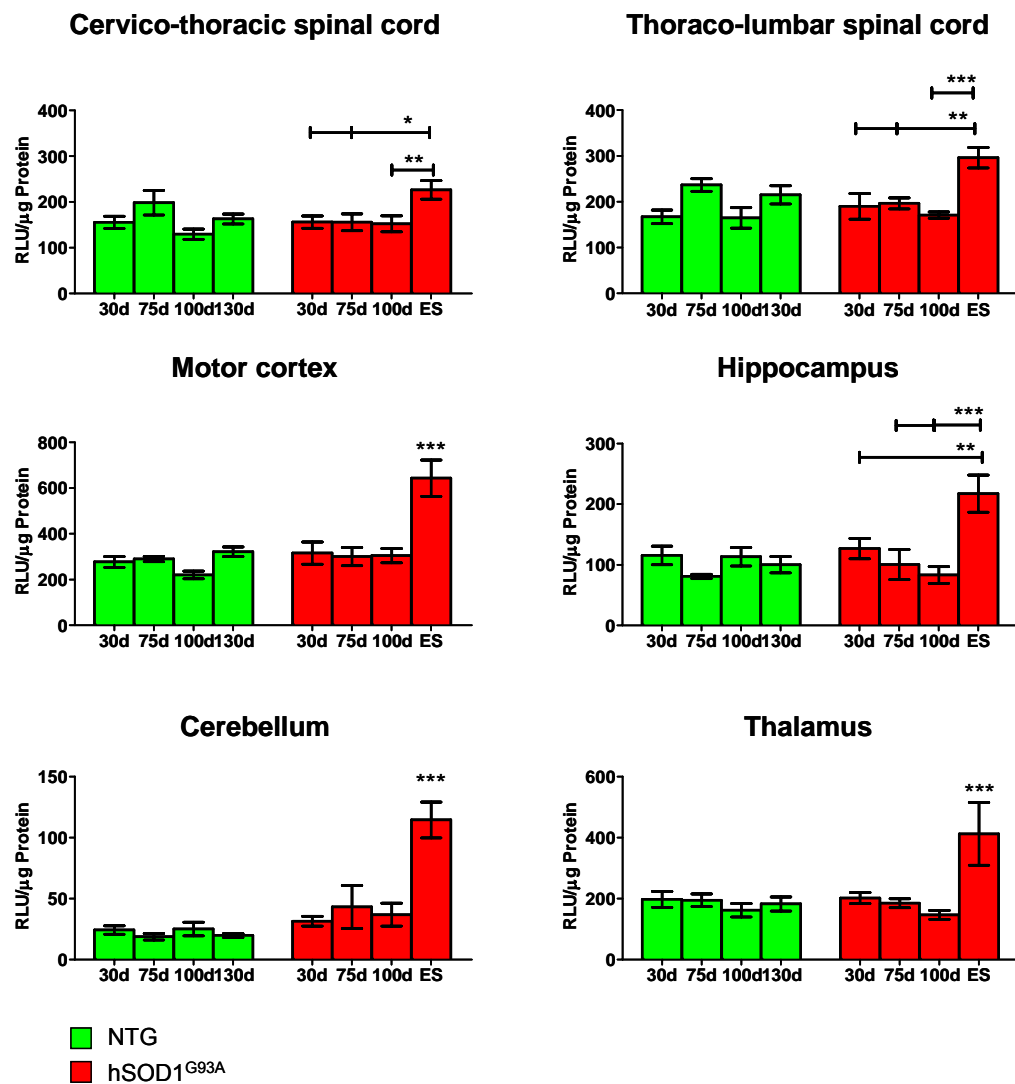 Cervico-thoracic spinal cord
RLU/µg Protein
400
300
200
100
0
*
**
30d 75d 100d 130d 30d 75d 100d ES
Thoraco-lumbar spinal cord
RLU/µg Protein
400
300
200
100
0
***
**
30d 75d 100d 130d 30d 75d 100d ES
Motor cortex
RLU/µg Protein
800
600
400
200
0
***
30d 75d 100d 130d 30d 75d 100d ES
Hippocampus
RLU/µg Protein
300
200
100
0
***
**
30d 75d 100d 130d 30d 75d 100d ES
Cerebellum
RLU/µg Protein
150
100
50
0
***
30d 75d 100d 130d 30d 75d 100d ES
Thalamus
RLU/µg Protein
600
400
200
0
***
30d 75d 100d 130d 30d 75d 100d ES
NTG
hSOD1G93A